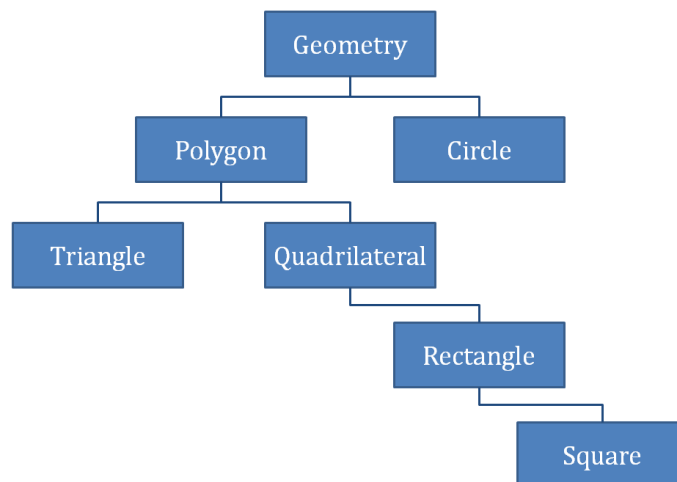 Geometry
Polygon
Circle
Triangle
Quadrilateral
Rectangle
Square